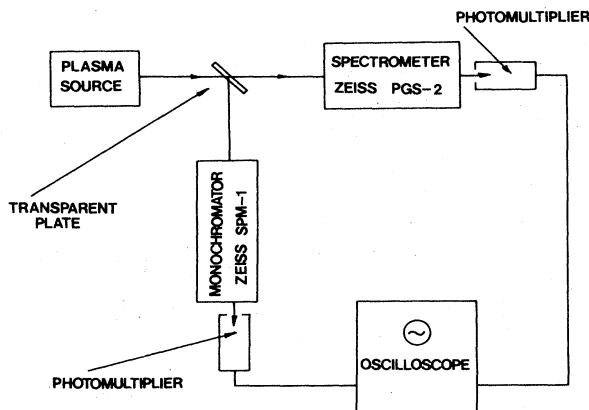 PHOTOMULTIPLIER
PLASMA
SOURCE
SPECTROMETER
ZEISS PGS-2
TRANSPARENT
PLATE
MONOCHROMATOR
ZEISS SPM-1
PHOTOMULTIPLIER
OSCILLOSCOPE